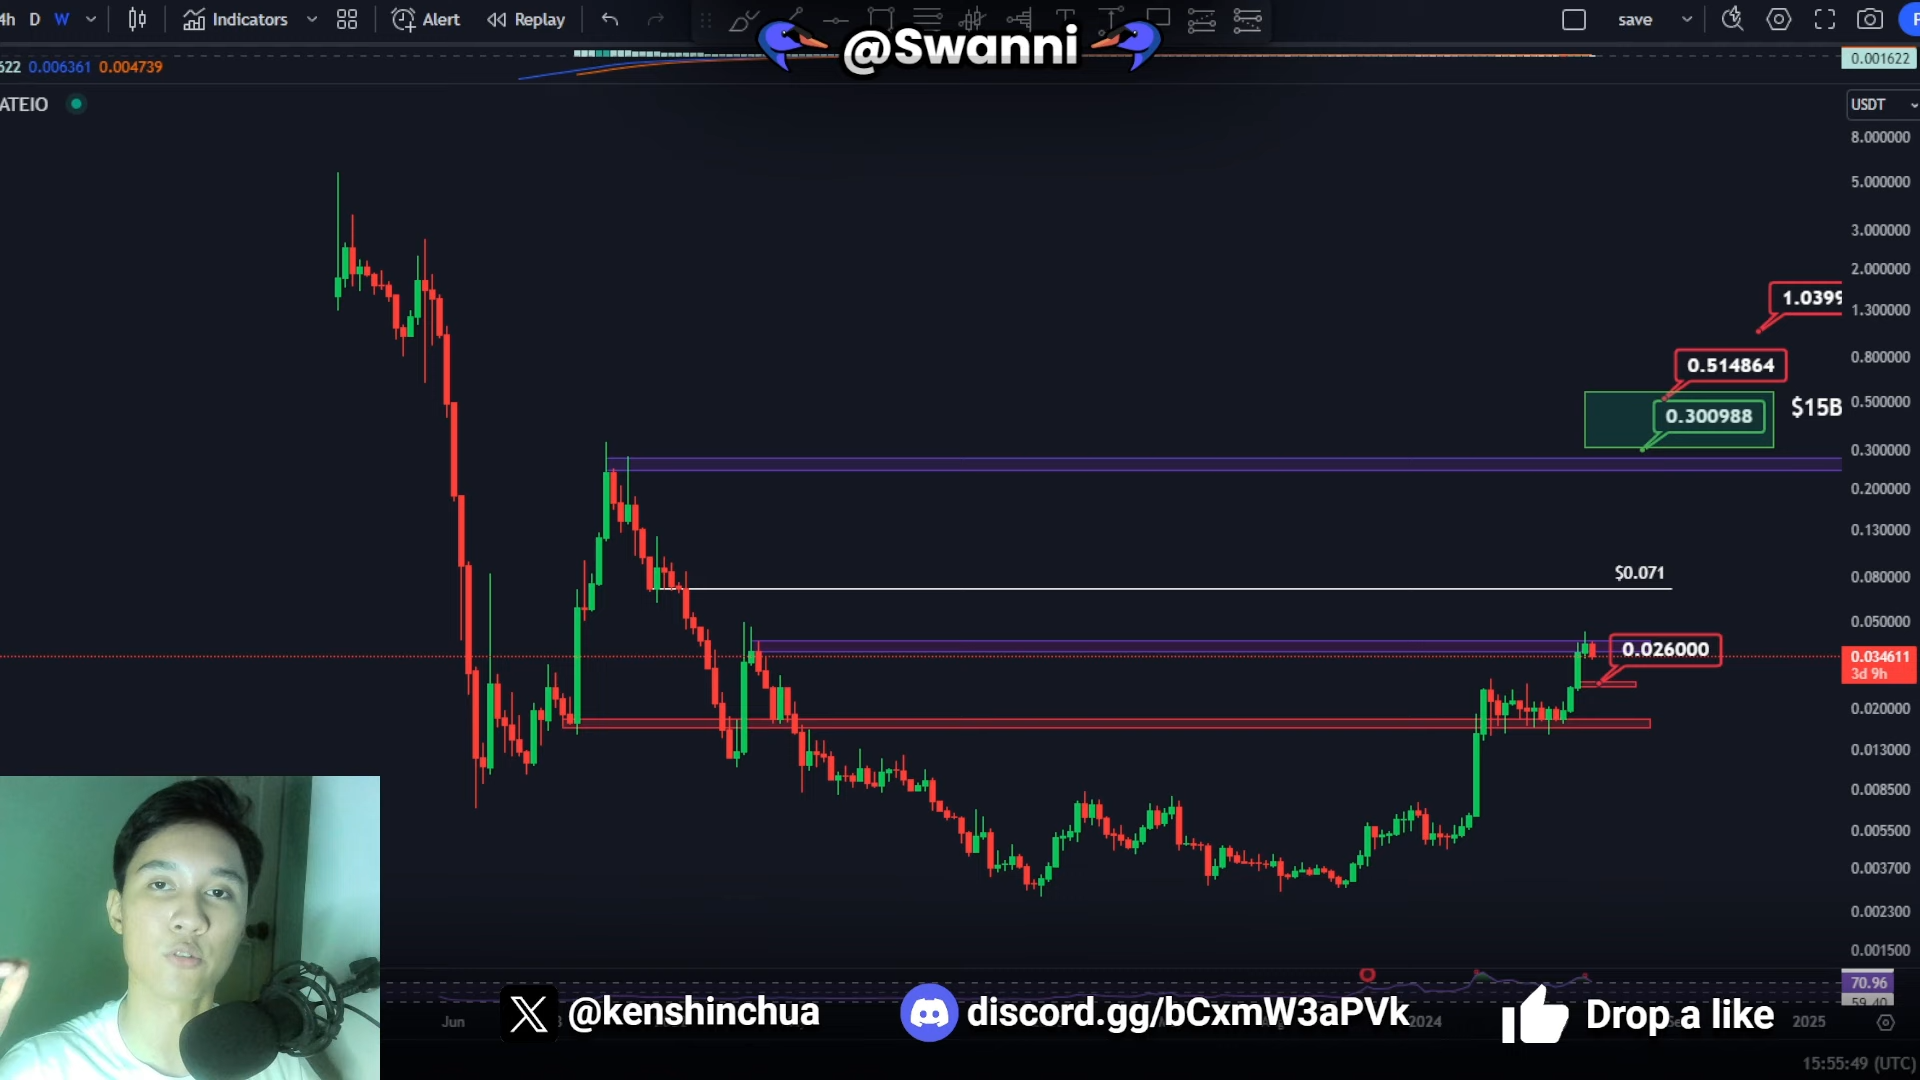 4h D W Indicators Alert Replay save
@Swanni
622 0.006361 0.004739
0.001622
ATEIO
USDT
8.000000
5.000000
3.000000
2.000000
1.0399
1.300000
0.800000
0.514864
0.500000
$15B
0.300988
0.300000
0.200000
0.130000
$0.071
0.080000
0.050000
0.026000
0.034611
3d 9h
0.020000
0.013000
0.008500
0.005500
0.003700
0.002300
0.001500
70.96
59.40
@kenshinchua
discord.gg/bCxmW3aPVk
Drop a like
Jun
2024
2025
15:55:49 (UTC)